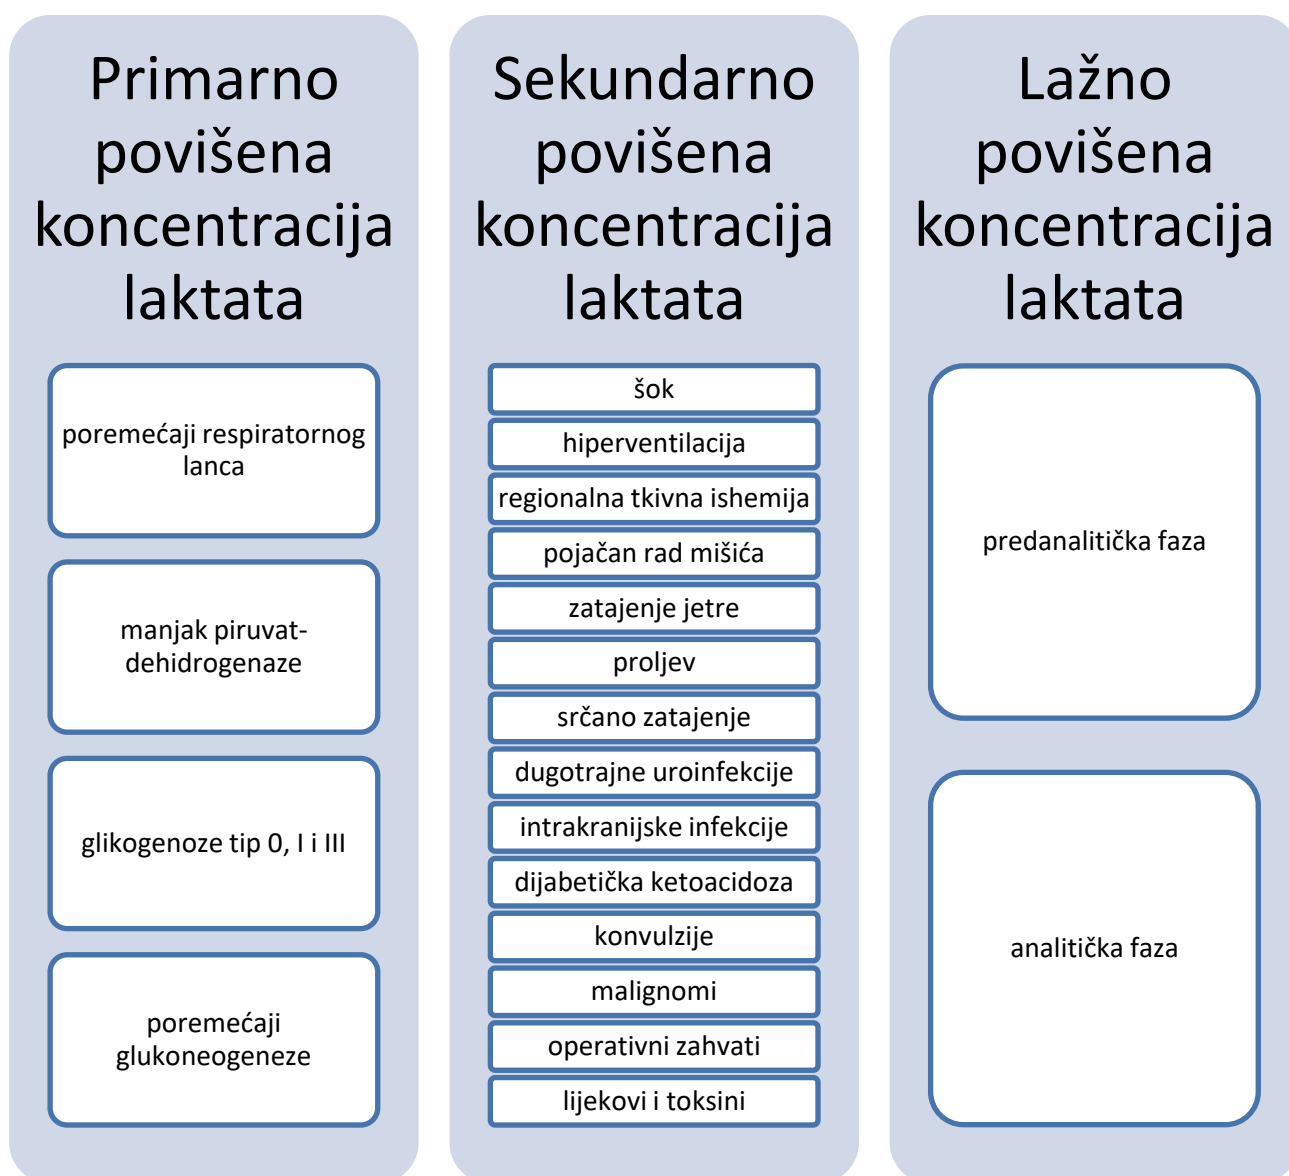 Primarno
povišena
koncentracija
laktata
poremećaji respiratornog
lanca
manjak piruvat-
dehidrogenaze
glikogenoze tip 0, I i III
poremećaji
glukoneogeneze
Sekundarno
povišena
koncentracija
laktata
šok
hiperventilacija
regionalna tkivna ishemija
pojačan rad mišića
zatajenje jetre
proljev
srčano zatajenje
dugotrajne uroinfekcije
intrakranijske infekcije
dijabetička ketoacidoza
konvulzije
malignomi
operativni zahvati
lijekovi i toksini
Lažno
povišena
koncentracija
laktata
predanalitička faza
analitička faza